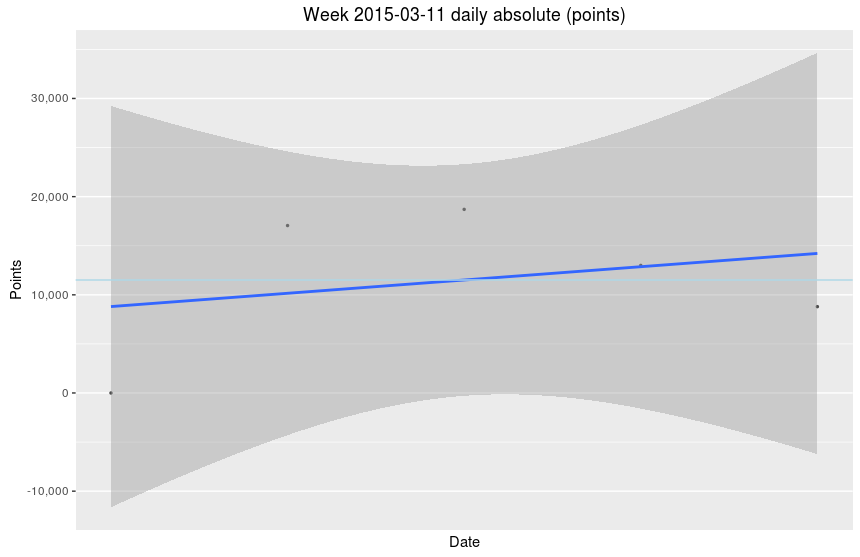 Week 2015-03-11 daily absolute (points)
Points
30,000
20,000
10,000
0
-10,000
Date